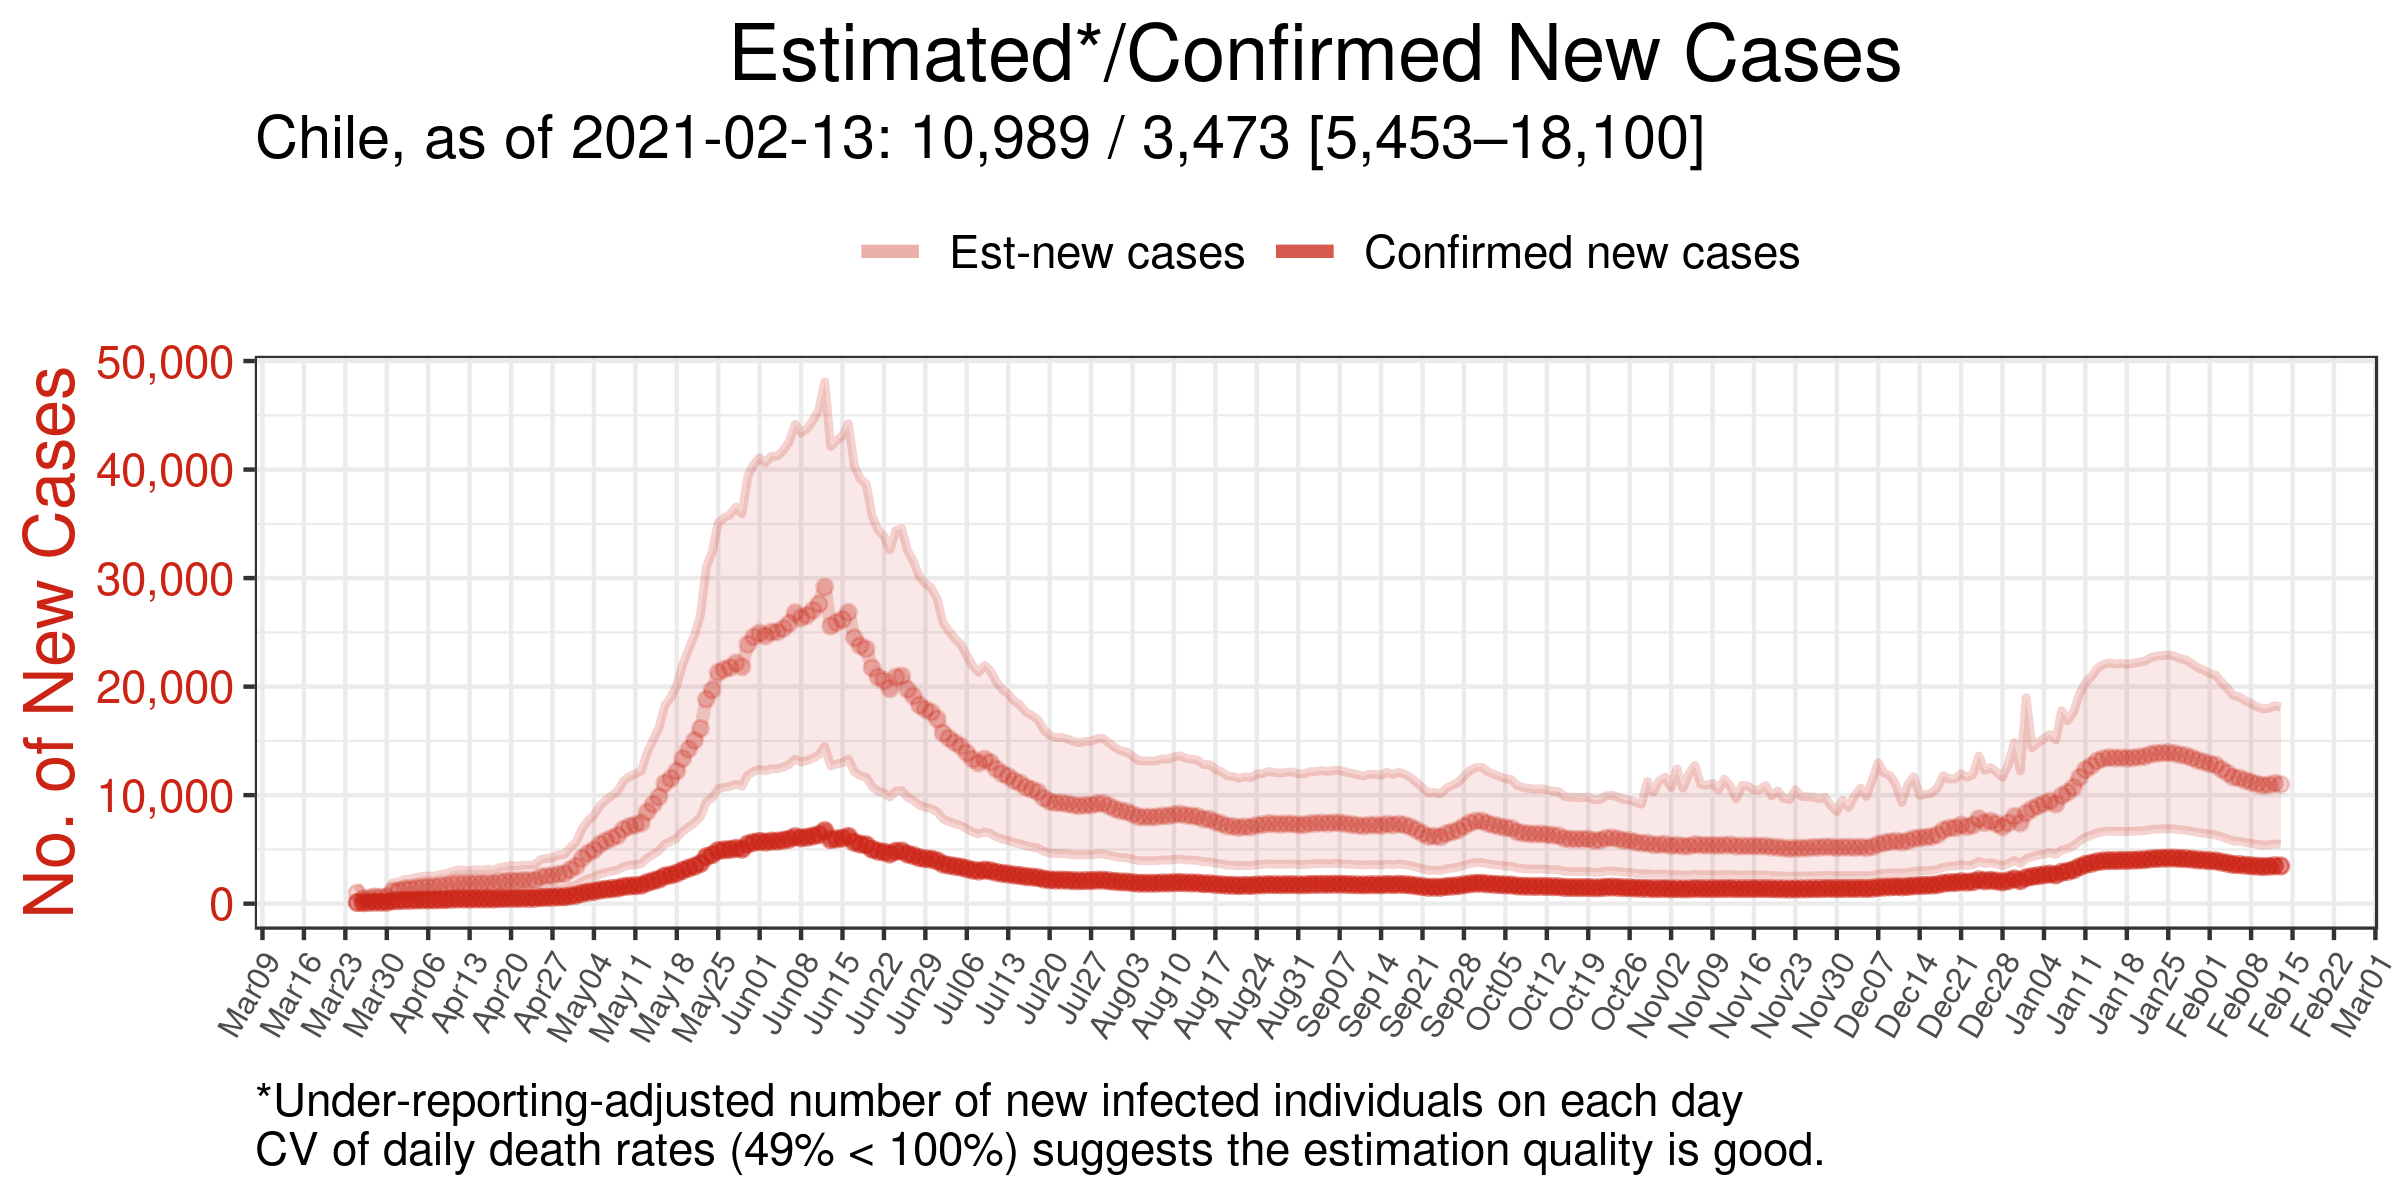 Estimated*/Confirmed New Cases
Chile, as of 2021-02-13: 10,989 / 3,473 [5,453–18,100]
Est-new cases Confirmed new cases
No. of New Cases
50,000
40,000
30,000
20,000
10,000
0
Mar09 Mar16 Mar23 Mar30 Apr06 Apr13 Apr20 Apr27 May04 May11 May18 May25 Jun01 Jun08 Jun15 Jun22 Jun29 Jul06 Jul13 Jul20 Jul27 Aug03 Aug10 Aug17 Aug24 Aug31 Sep07 Sep14 Sep21 Sep28 Oct05 Oct12 Oct19 Oct26 Nov02 Nov09 Nov16 Nov23 Nov30 Dec07 Dec14 Dec21 Dec28 Jan04 Jan11 Jan18 Jan25 Feb01 Feb08 Feb15 Feb22 Mar01
*Under-reporting-adjusted number of new infected individuals on each day
CV of daily death rates (49% < 100%) suggests the estimation quality is good.